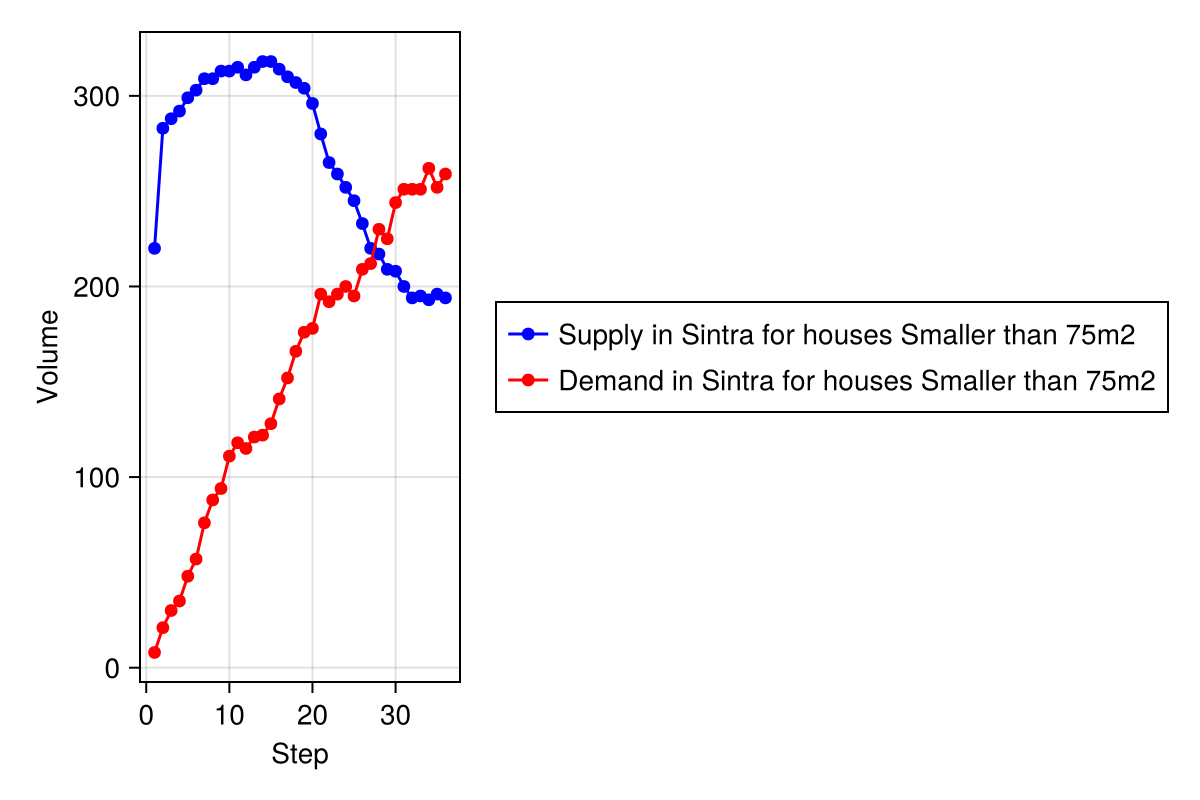 300
200
100
0
Volume
0 10 20 30
Step
Supply in Sintra for houses Smaller than 75m2
Demand in Sintra for houses Smaller than 75m2